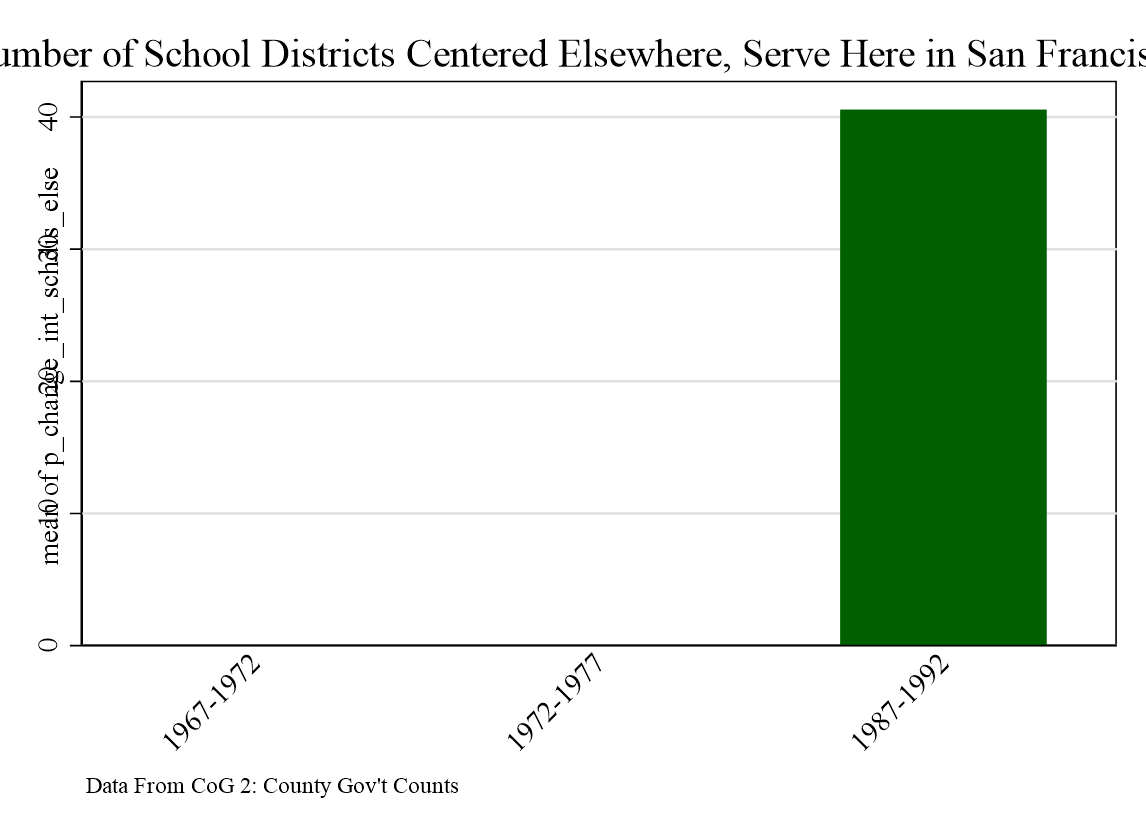 umber of School Districts Centered Elsewhere, Serve Here in San Francis
40
30
20
10
0
mean of p_change_int_schdis_else
1967-1972
1972-1977
1987-1992
Data From CoG 2: County Gov't Counts